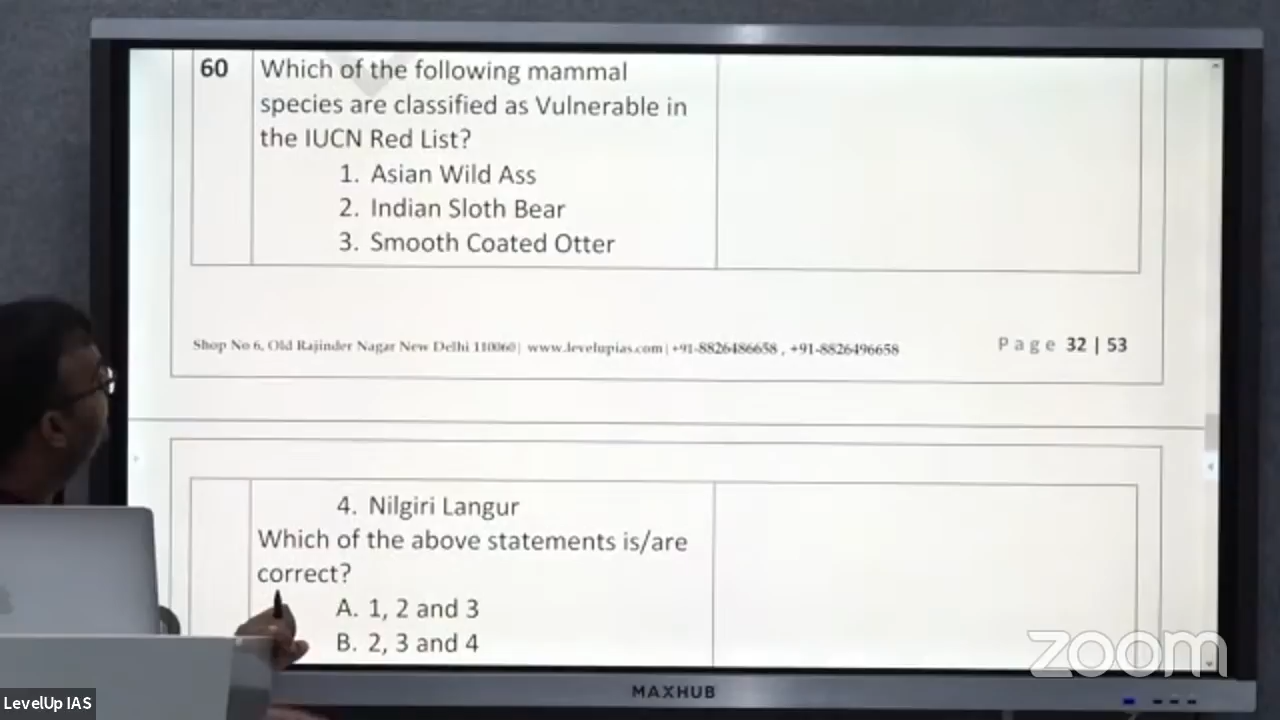 60 Which of the following mammal
species are classified as Vulnerable in
the IUCN Red List?
1. Asian Wild Ass
2. Indian Sloth Bear
3. Smooth Coated Otter
Shop No 6, Old Rajinder Nagar New Delhi 110060| www.levelupias.com | +91-8826486658 , +91-8826496658
Page 32 | 53
4. Nilgiri Langur
Which of the above statements is/are
correct?
A. 1, 2 and 3
B. 2, 3 and 4
zoom
MAXHUB
LevelUp IAS